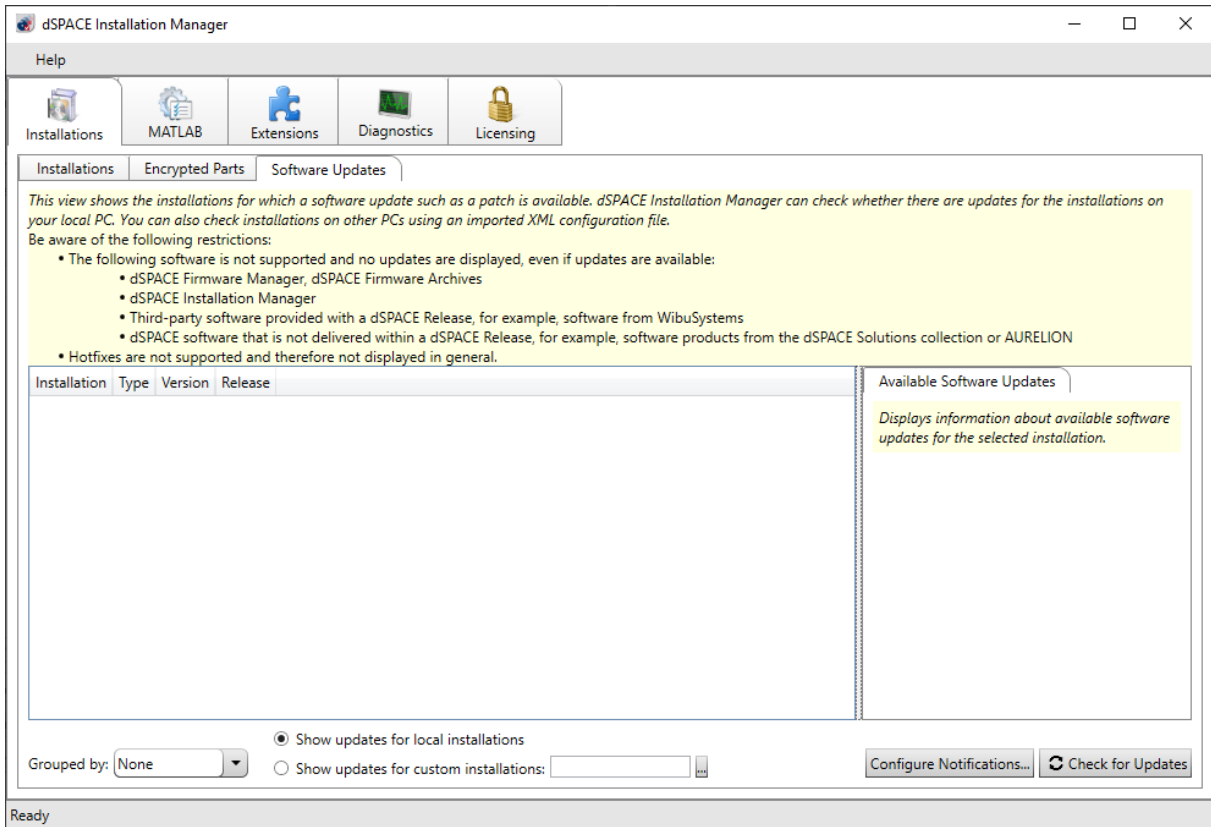 dSPACE Installation Manager
Help
Installations
MATLAB
Extensions
Diagnostics
Licensing
Installations
Encrypted Parts
Software Updates
This view shows the installations for which a software update such as a patch is available. dSPACE Installation Manager can check whether there are updates for the installations on
your local PC. You can also check installations on other PCs using an imported XML configuration file.
Be aware of the following restrictions:
• The following software is not supported and no updates are displayed, even if updates are available:
• dSPACE Firmware Manager, dSPACE Firmware Archives
• dSPACE Installation Manager
• Third-party software provided with a dSPACE Release, for example, software from WibuSystems
• dSPACE software that is not delivered within a dSPACE Release, for example, software products from the dSPACE Solutions collection or AURELION
• Hotfixes are not supported and therefore not displayed in general.
Installation Type Version Release
Available Software Updates
Displays information about available software
updates for the selected installation.
Show updates for local installations
Grouped by: None
Show updates for custom installations:
...
Configure Notifications...
Check for Updates
Ready